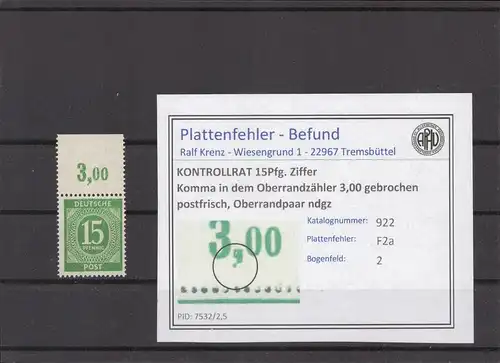 3,00
DEUTSCHE
15
PFENNIG
POST
Plattenfehler - Befund
Ralf Krenz - Wiesengrund 1 - 22967 Tremsbüttel
KONTROLLRAT 15Pfg. Ziffer
Komma in dem Oberrandzähler 3,00 gebrochen
postfrisch, Oberrandpaar ndgz
3,00
Katalognummer: 922
Plattenfehler: F2a
Bogenfeld: 2
PID: 7532/2,5